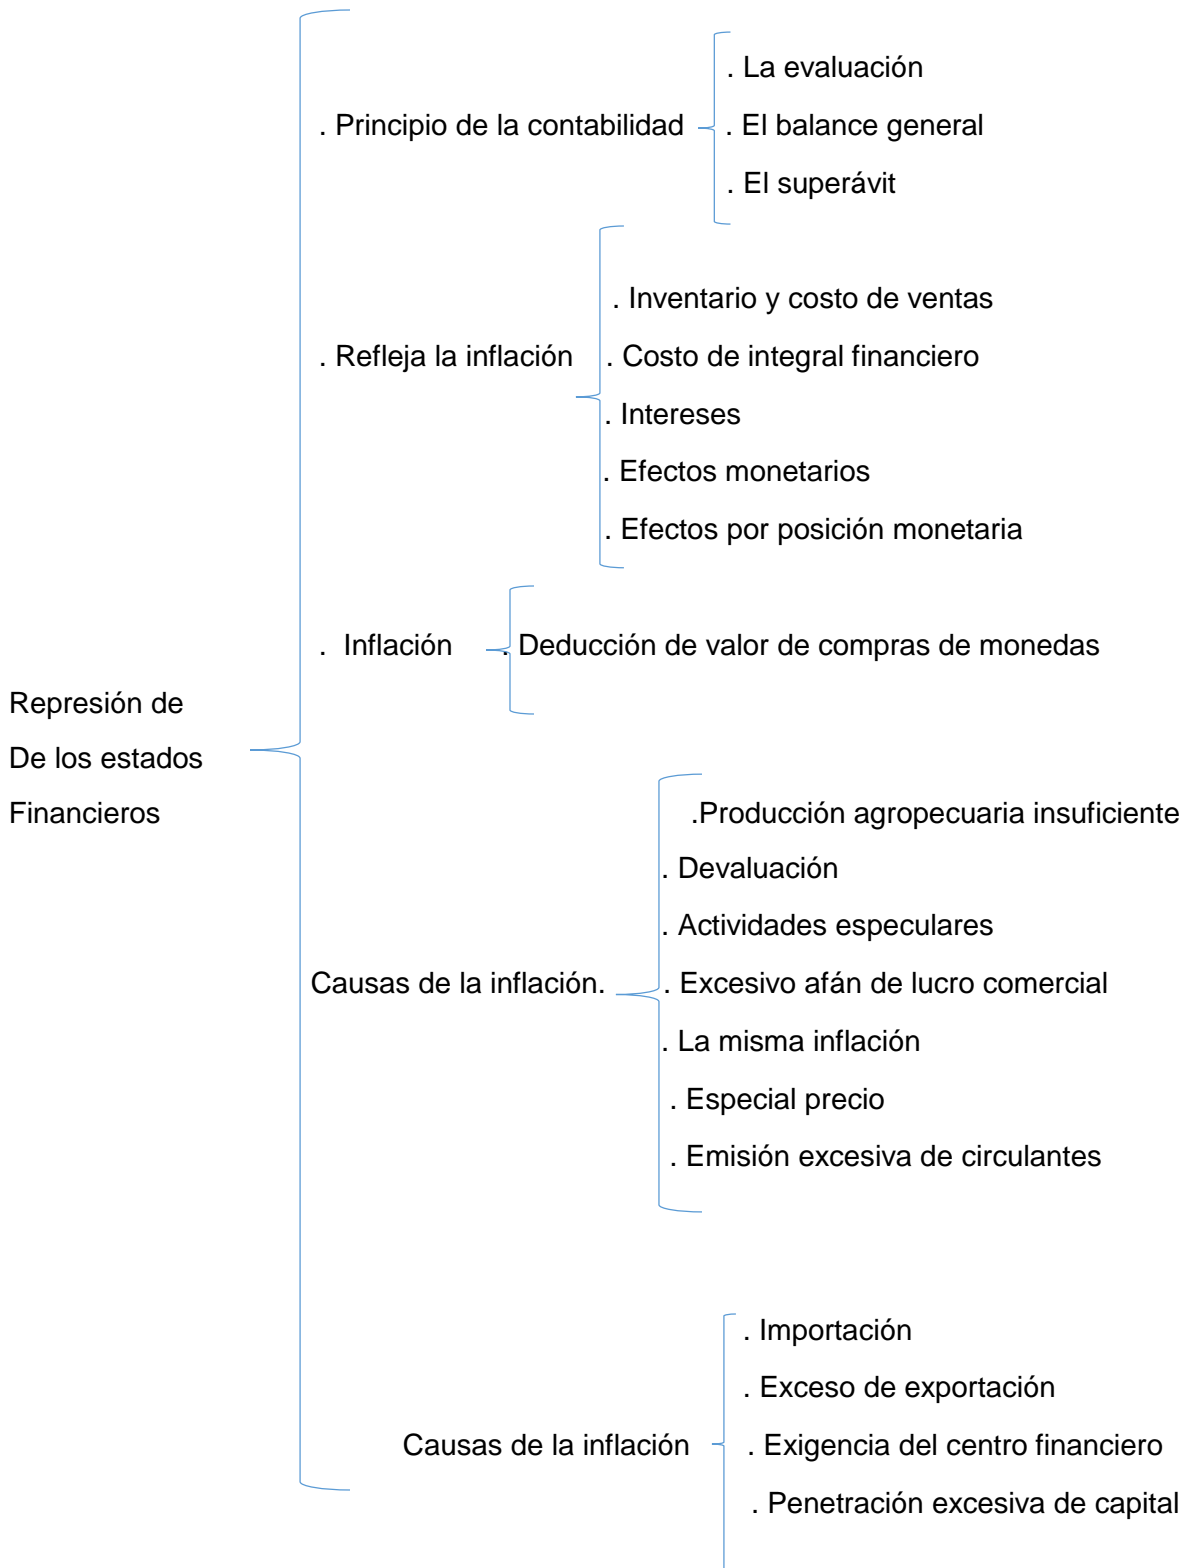 . La evaluación
. Principio de la contabilidad
. El balance general
. El superávit
. Inventario y costo de ventas
. Refleja la inflación
. Costo de integral financiero
. Intereses
. Efectos monetarios
. Efectos por posición monetaria
. Inflación
. Deducción de valor de compras de monedas
Represión de
De los estados
Financieros
.Producción agropecuaria insuficiente
. Devaluación
. Actividades especulares
Causas de la inflación.
. Excesivo afán de lucro comercial
. La misma inflación
. Especial precio
. Emisión excesiva de circulantes
. Importación
. Exceso de exportación
Causas de la inflación
. Exigencia del centro financiero
. Penetración excesiva de capital